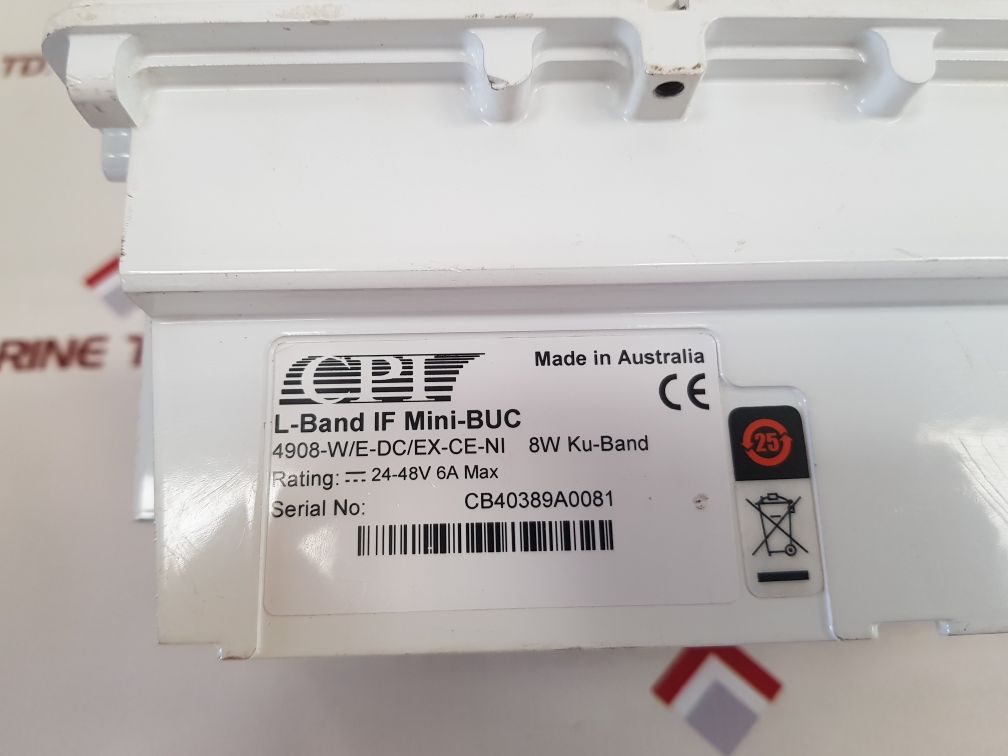 CPI
Made in Australia
CE
L-Band IF Mini-BUC
4908-W/E-DC/EX-CE-NI 8W Ku-Band
Rating: ⎓ 24-48V 6A Max
Serial No: CB40389A0081
25
RINE T